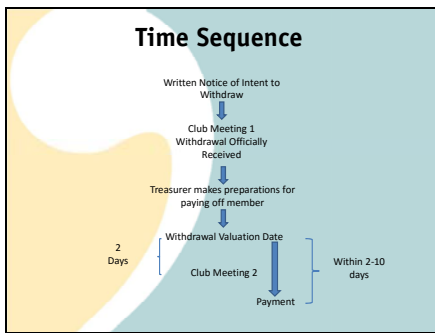 Time Sequence
Written Notice of Intent to
Withdraw
Club Meeting 1
Withdrawal Officially
Received
Treasurer makes preparations for
paying off member
Withdrawal Valuation Date
2
Days
Club Meeting 2
Within 2-10
days
Payment